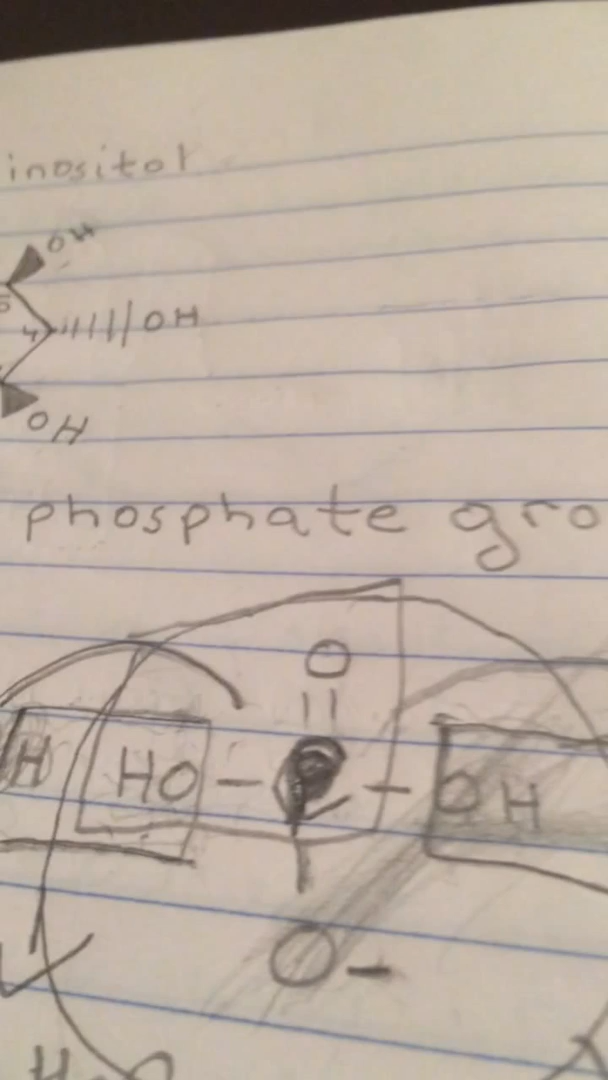 inositol
OH
4 OH
OH
phosphate gro
O
H HO - P - OH
O-
H